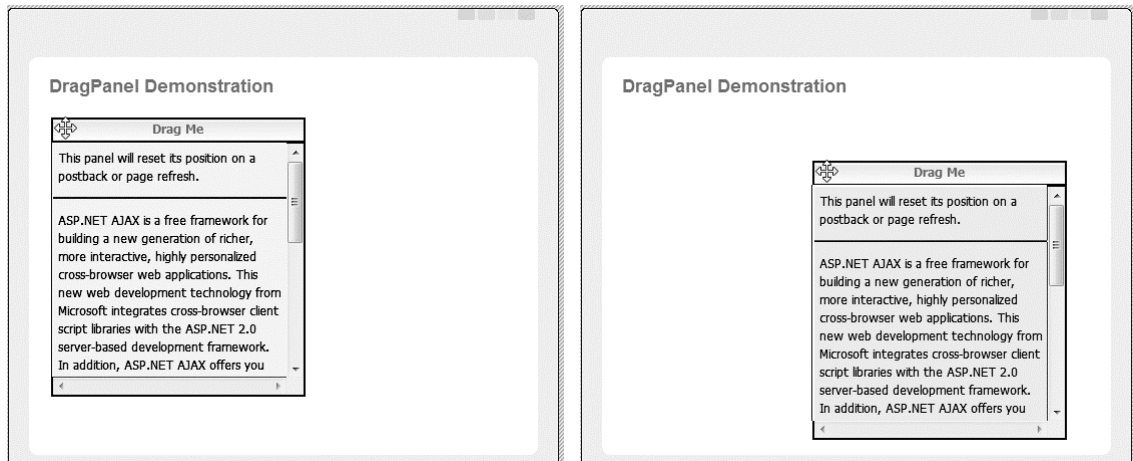 DragPanel Demonstration
Drag Me
This panel will reset its position on a
postback or page refresh.
ASP.NET AJAX is a free framework for
building a new generation of richer,
more interactive, highly personalized
cross-browser web applications. This
new web development technology from
Microsoft integrates cross-browser client
script libraries with the ASP.NET 2.0
server-based development framework.
In addition, ASP.NET AJAX offers you
DragPanel Demonstration
Drag Me
This panel will reset its position on a
postback or page refresh.
ASP.NET AJAX is a free framework for
building a new generation of richer,
more interactive, highly personalized
cross-browser web applications. This
new web development technology from
Microsoft integrates cross-browser client
script libraries with the ASP.NET 2.0
server-based development framework.
In addition, ASP.NET AJAX offers you